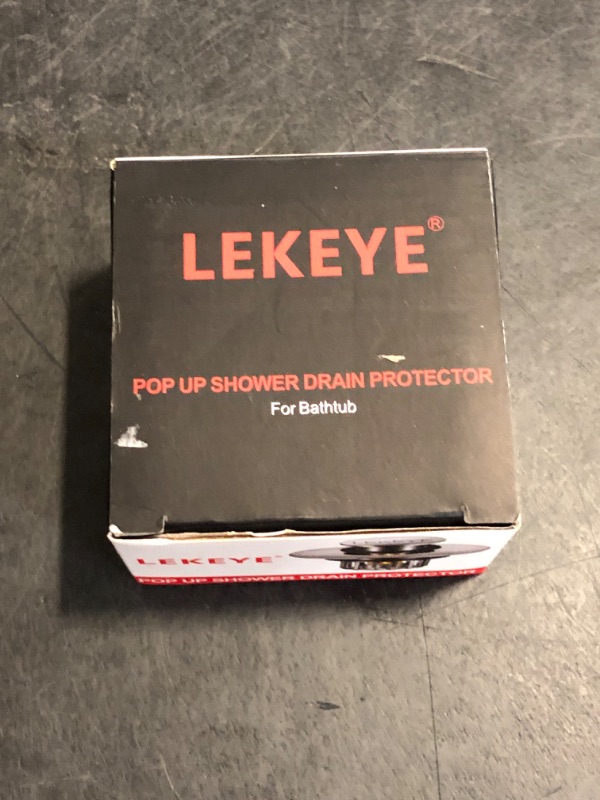 LEKEYE®
POP UP SHOWER DRAIN PROTECTOR
For Bathtub
LEKEYE®
POP UP SHOWER DRAIN PROTECTOR